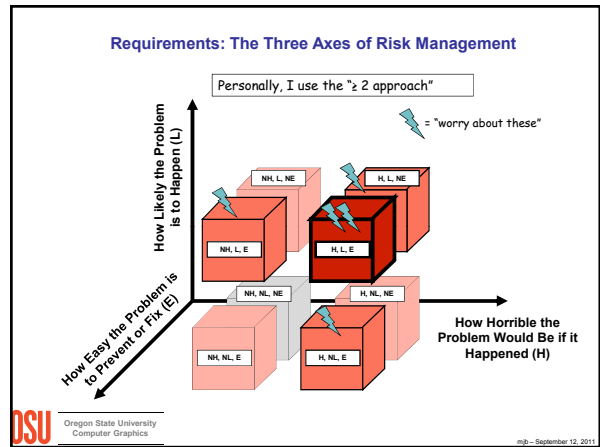 Requirements: The Three Axes of Risk Management
Personally, I use the “≥ 2 approach”
= “worry about these”
How Likely the Problem
is to Happen (L)
NH, L, NE
H, L, NE
NH, L, E
H, L, E
NH, NL, NE
H, NL, NE
NH, NL, E
H, NL, E
How Easy the Problem is
to Prevent or Fix (E)
How Horrible the
Problem Would Be if it
Happened (H)
OSU
Oregon State University
Computer Graphics
mjb – September 12, 2011